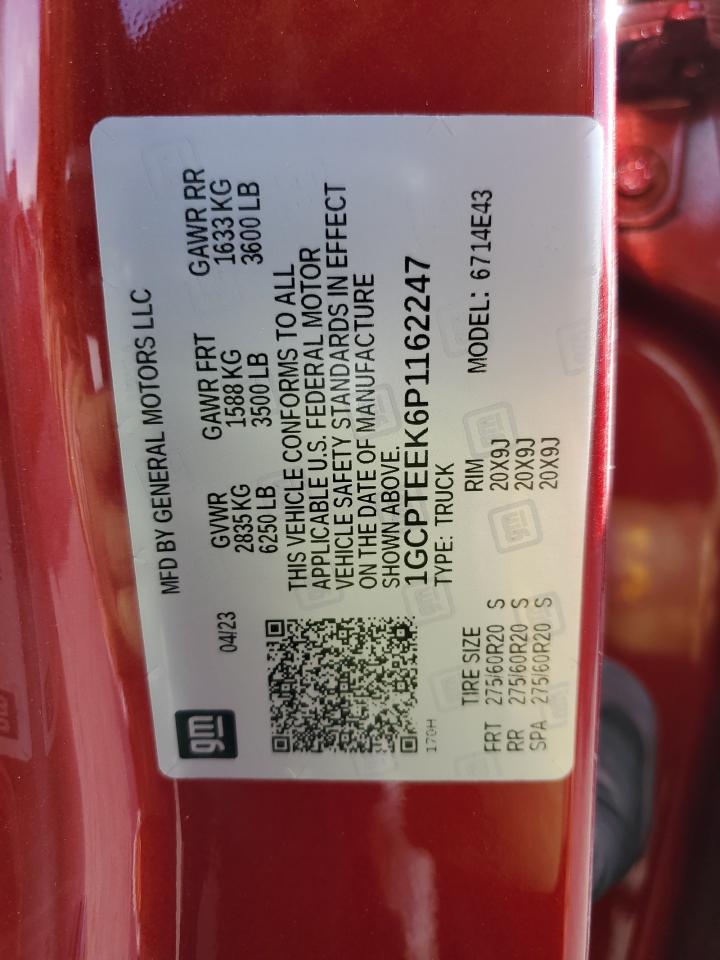 gm
04/23
MFD BY GENERAL MOTORS LLC
GVWR GAWR FRT GAWR RR
2835 KG 1588 KG 1633 KG
6250 LB 3500 LB 3600 LB
THIS VEHICLE CONFORMS TO ALL
APPLICABLE U.S. FEDERAL MOTOR
VEHICLE SAFETY STANDARDS IN EFFECT
ON THE DATE OF MANUFACTURE
SHOWN ABOVE.
1GCPTEEK6P1162247
170H TYPE: TRUCK
TIRE SIZE RIM MODEL: 6714E43
FRT 275/60R20 S 20X9J
RR 275/60R20 S 20X9J
SPA 275/60R20 S 20X9J